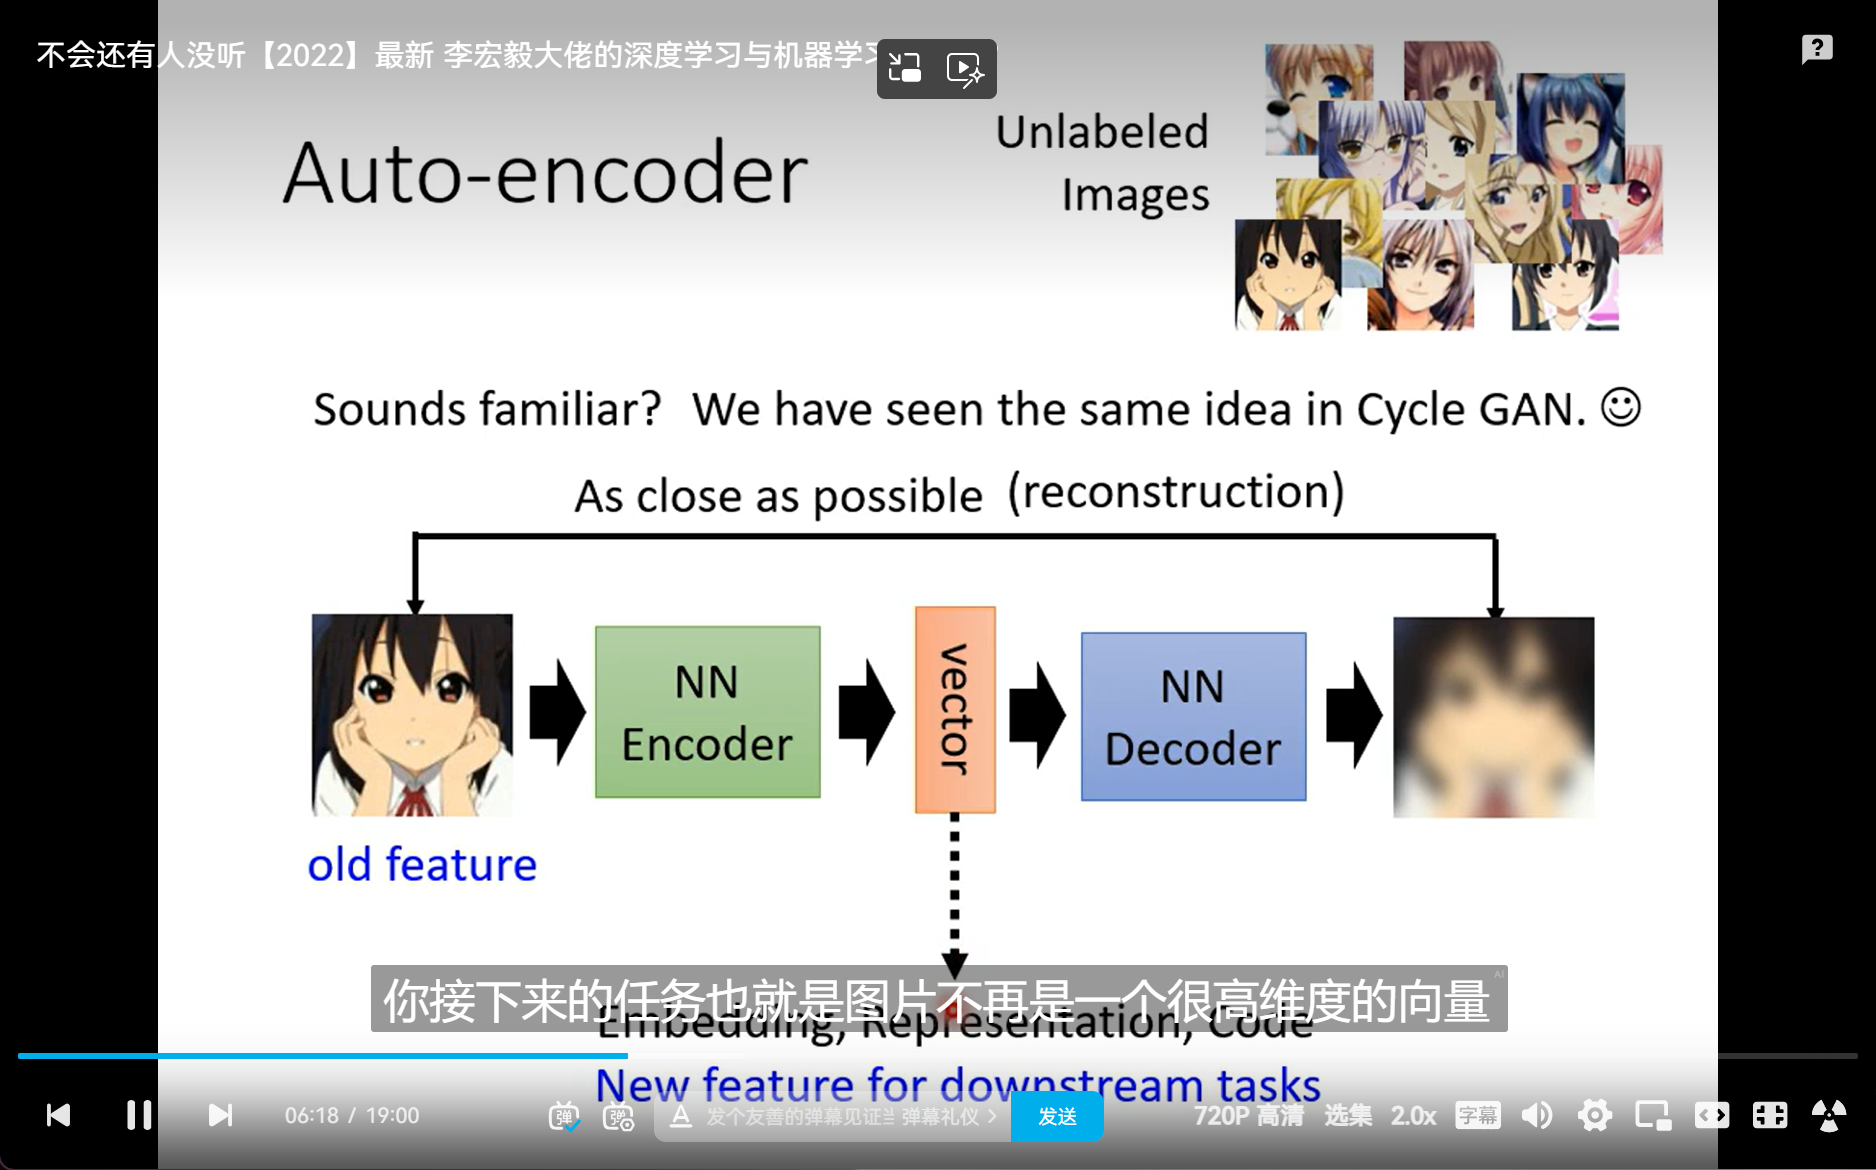 不会还有人没听【2022】最新 李宏毅大佬的深度学习与机器学
Auto-encoder
Unlabeled
Images
Sounds familiar? We have seen the same idea in Cycle GAN. ☺
As close as possible (reconstruction)
NN
Encoder
vector
NN
Decoder
old feature
你接下来的任务也就是图片不再是一个很高维度的向量
AI
Embedding, Representation, Code
New feature for downstream tasks
06:18 / 19:00
弹
弹
A
发个友善的弹幕见证
弹幕礼仪 >
发送
720P 高清
选集
2.0x
字幕